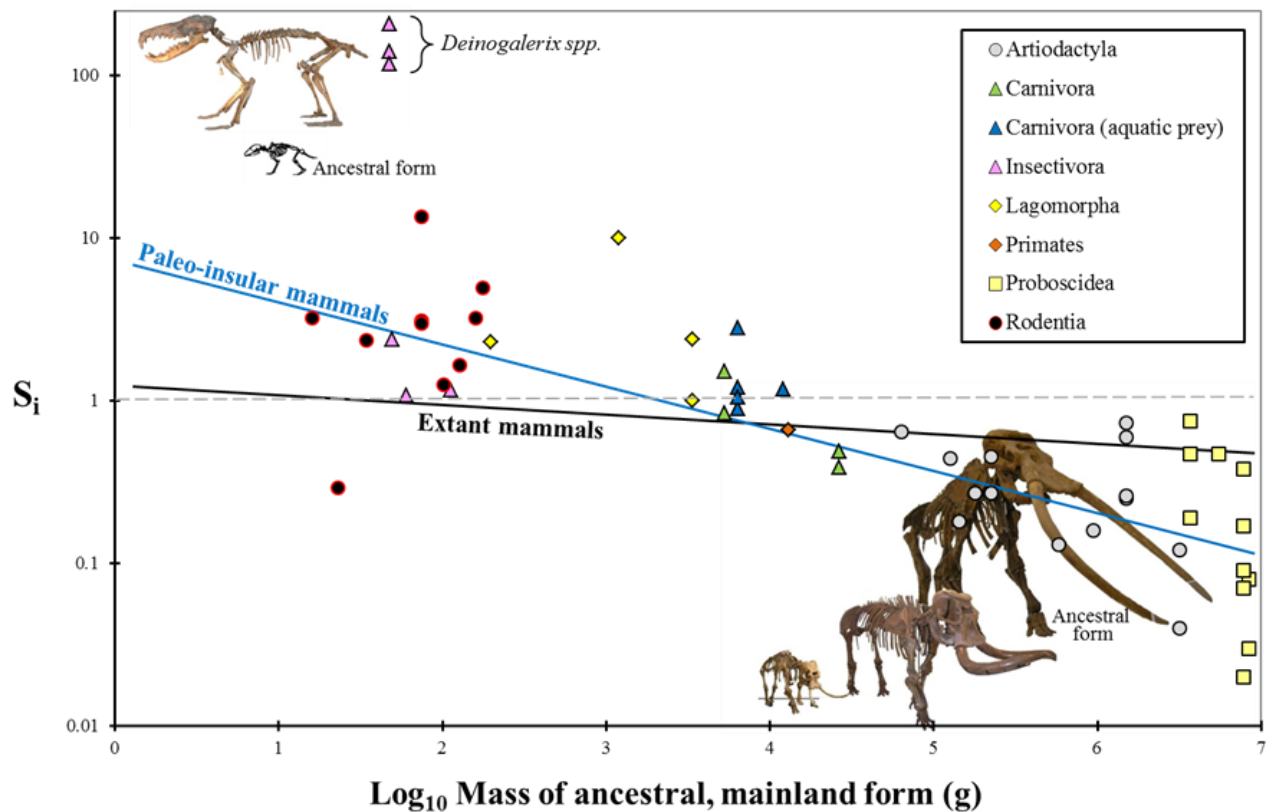 Deinogalerix spp.
Ancestral form
Artiodactyla
Carnivora
Carnivora (aquatic prey)
Insectivora
Lagomorpha
Primates
Proboscidea
Rodentia
100
10
1
0.1
0.01
Si
Paleo-insular mammals
Extant mammals
Ancestral
form
0 1 2 3 4 5 6 7
Log10 Mass of ancestral, mainland form (g)